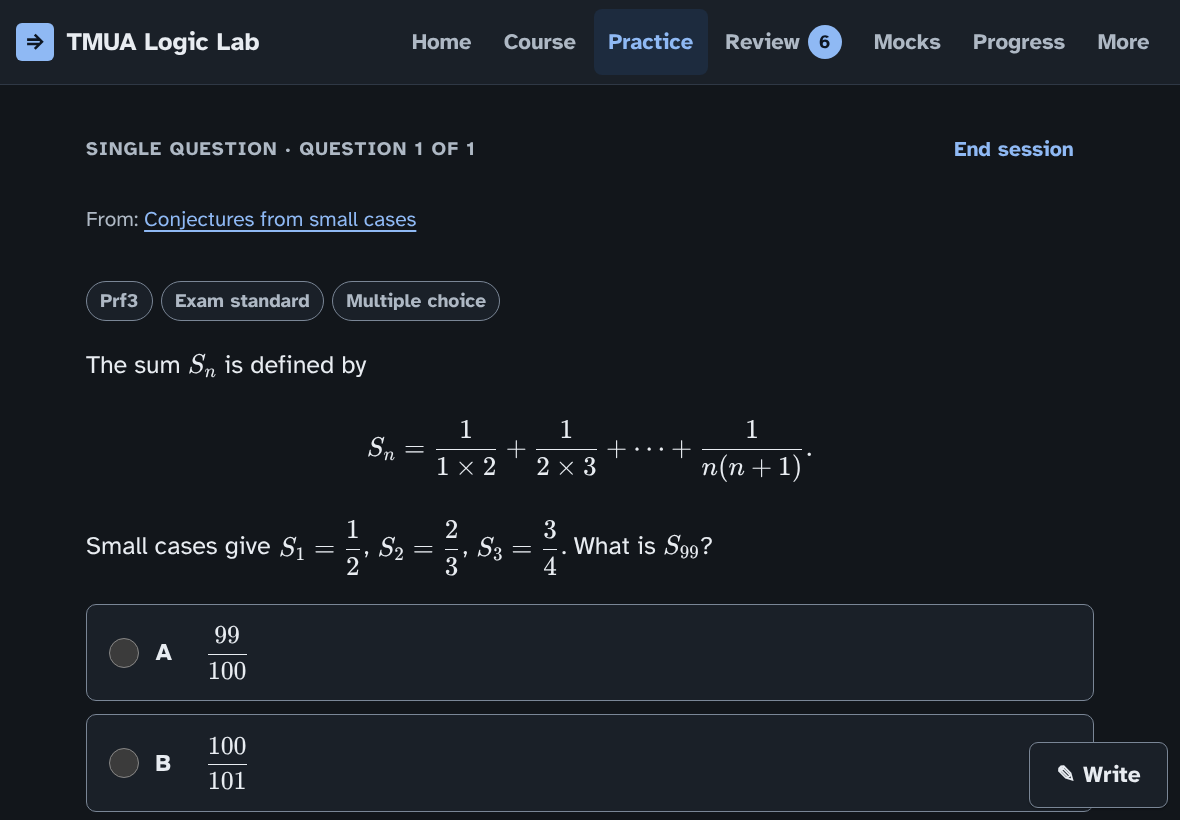 ⇒ TMUA Logic Lab Home Course Practice Review 6 Mocks Progress More
SINGLE QUESTION · QUESTION 1 OF 1 End session
From: Conjectures from small cases
Prf3 Exam standard Multiple choice
The sum Sₙ is defined by
Sₙ = 1/(1 × 2) + 1/(2 × 3) + ⋯ + 1/(n(n + 1)).
Small cases give S₁ = 1/2, S₂ = 2/3, S₃ = 3/4. What is S₉₉?
A 99/100
B 100/101
✎ Write